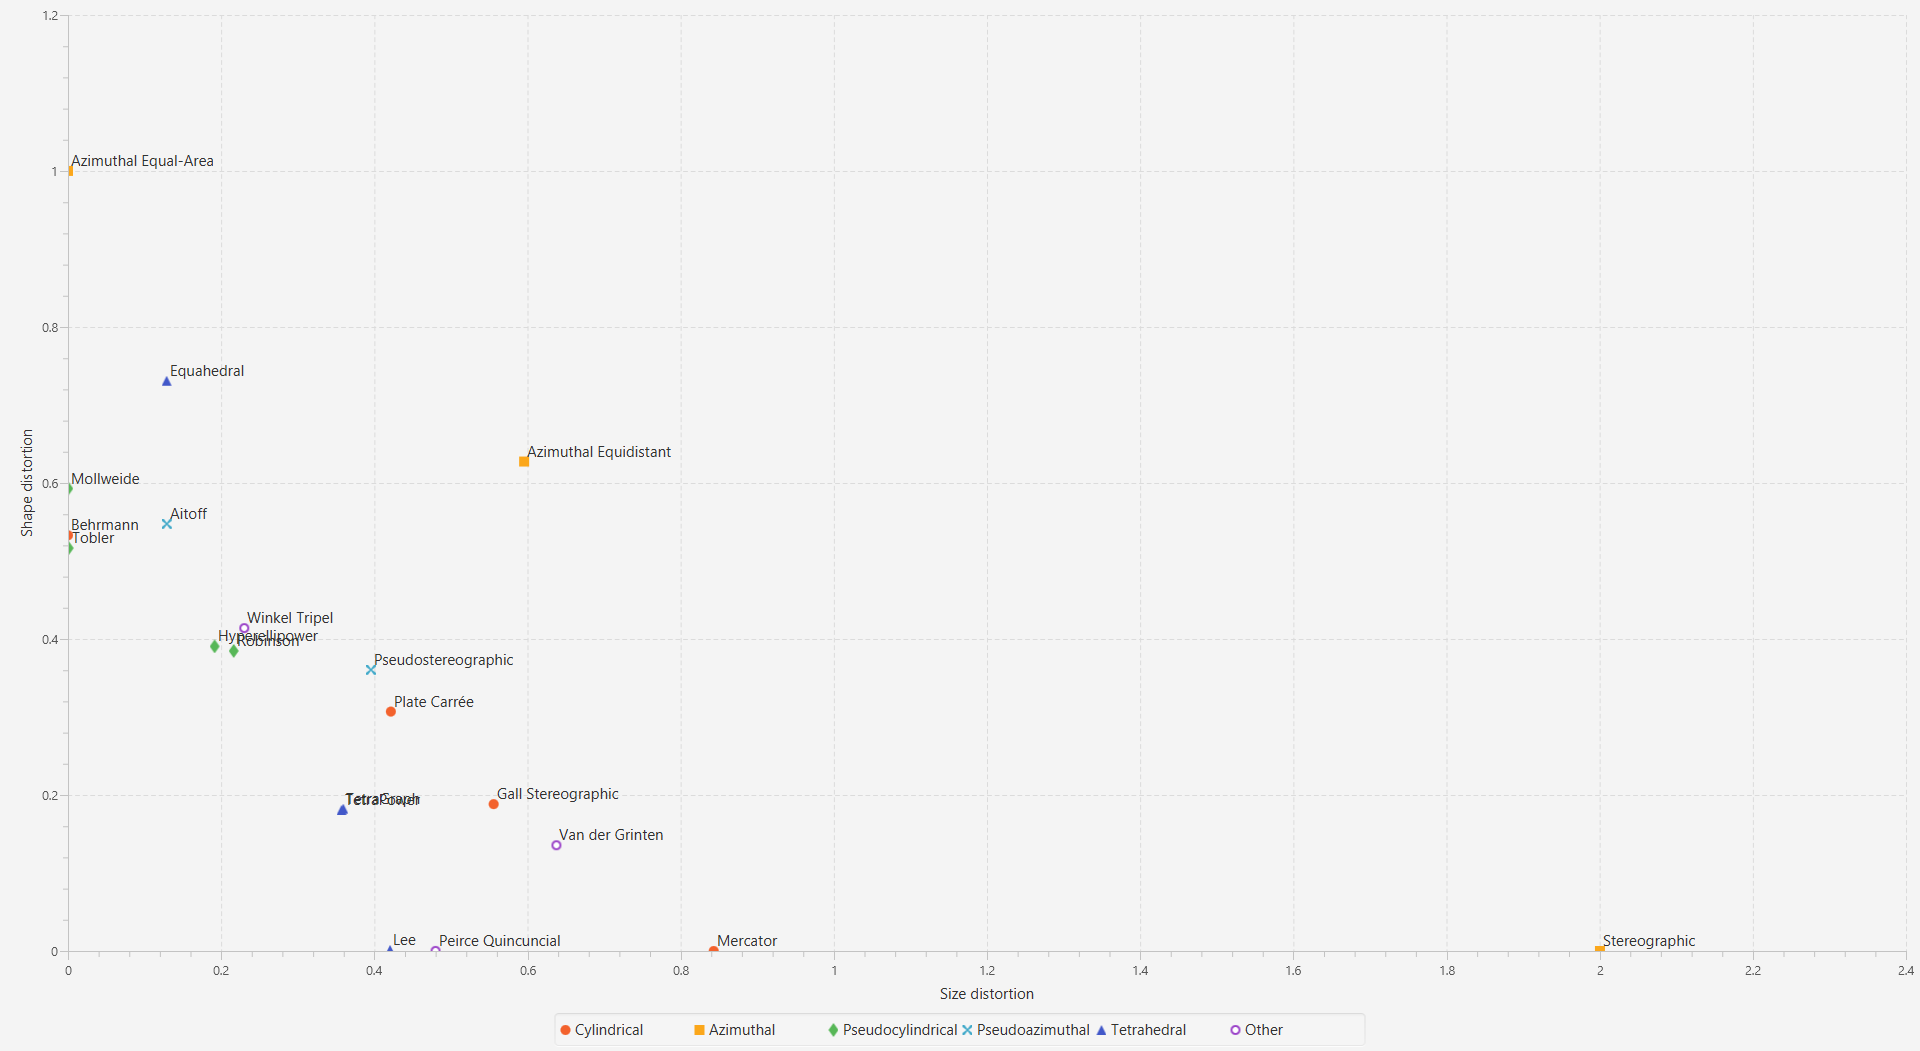 1.2
Azimuthal Equal-Area
1
0.8
Equahedral
Azimuthal Equidistant
Shape distortion
0.6
Mollweide
Aitoff
Behrmann
Tobler
Winkel Tripel
0.4
Hyperellipower
Robinson
Pseudostereographic
Plate Carrée
0.2
TetraGraph
TetraPower
Gall Stereographic
Van der Grinten
Lee
Peirce Quincuncial
Mercator
Stereographic
0
0 0.2 0.4 0.6 0.8 1 1.2 1.4 1.6 1.8 2 2.2 2.4
Size distortion
Cylindrical Azimuthal Pseudocylindrical Pseudoazimuthal Tetrahedral Other